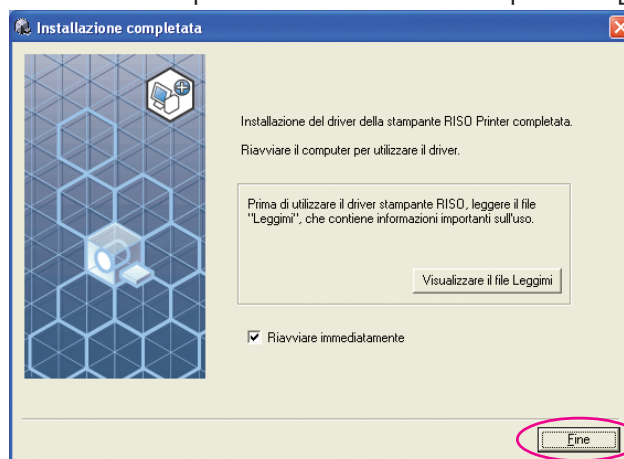 Installazione completata
Installazione del driver della stampante RISO Printer completata.
Riavviare il computer per utilizzare il driver.
Prima di utilizzare il driver stampante RISO, leggere il file
"Leggimi", che contiene informazioni importanti sull'uso.
Visualizzare il file Leggimi
Riavviare immediatamente
Fine